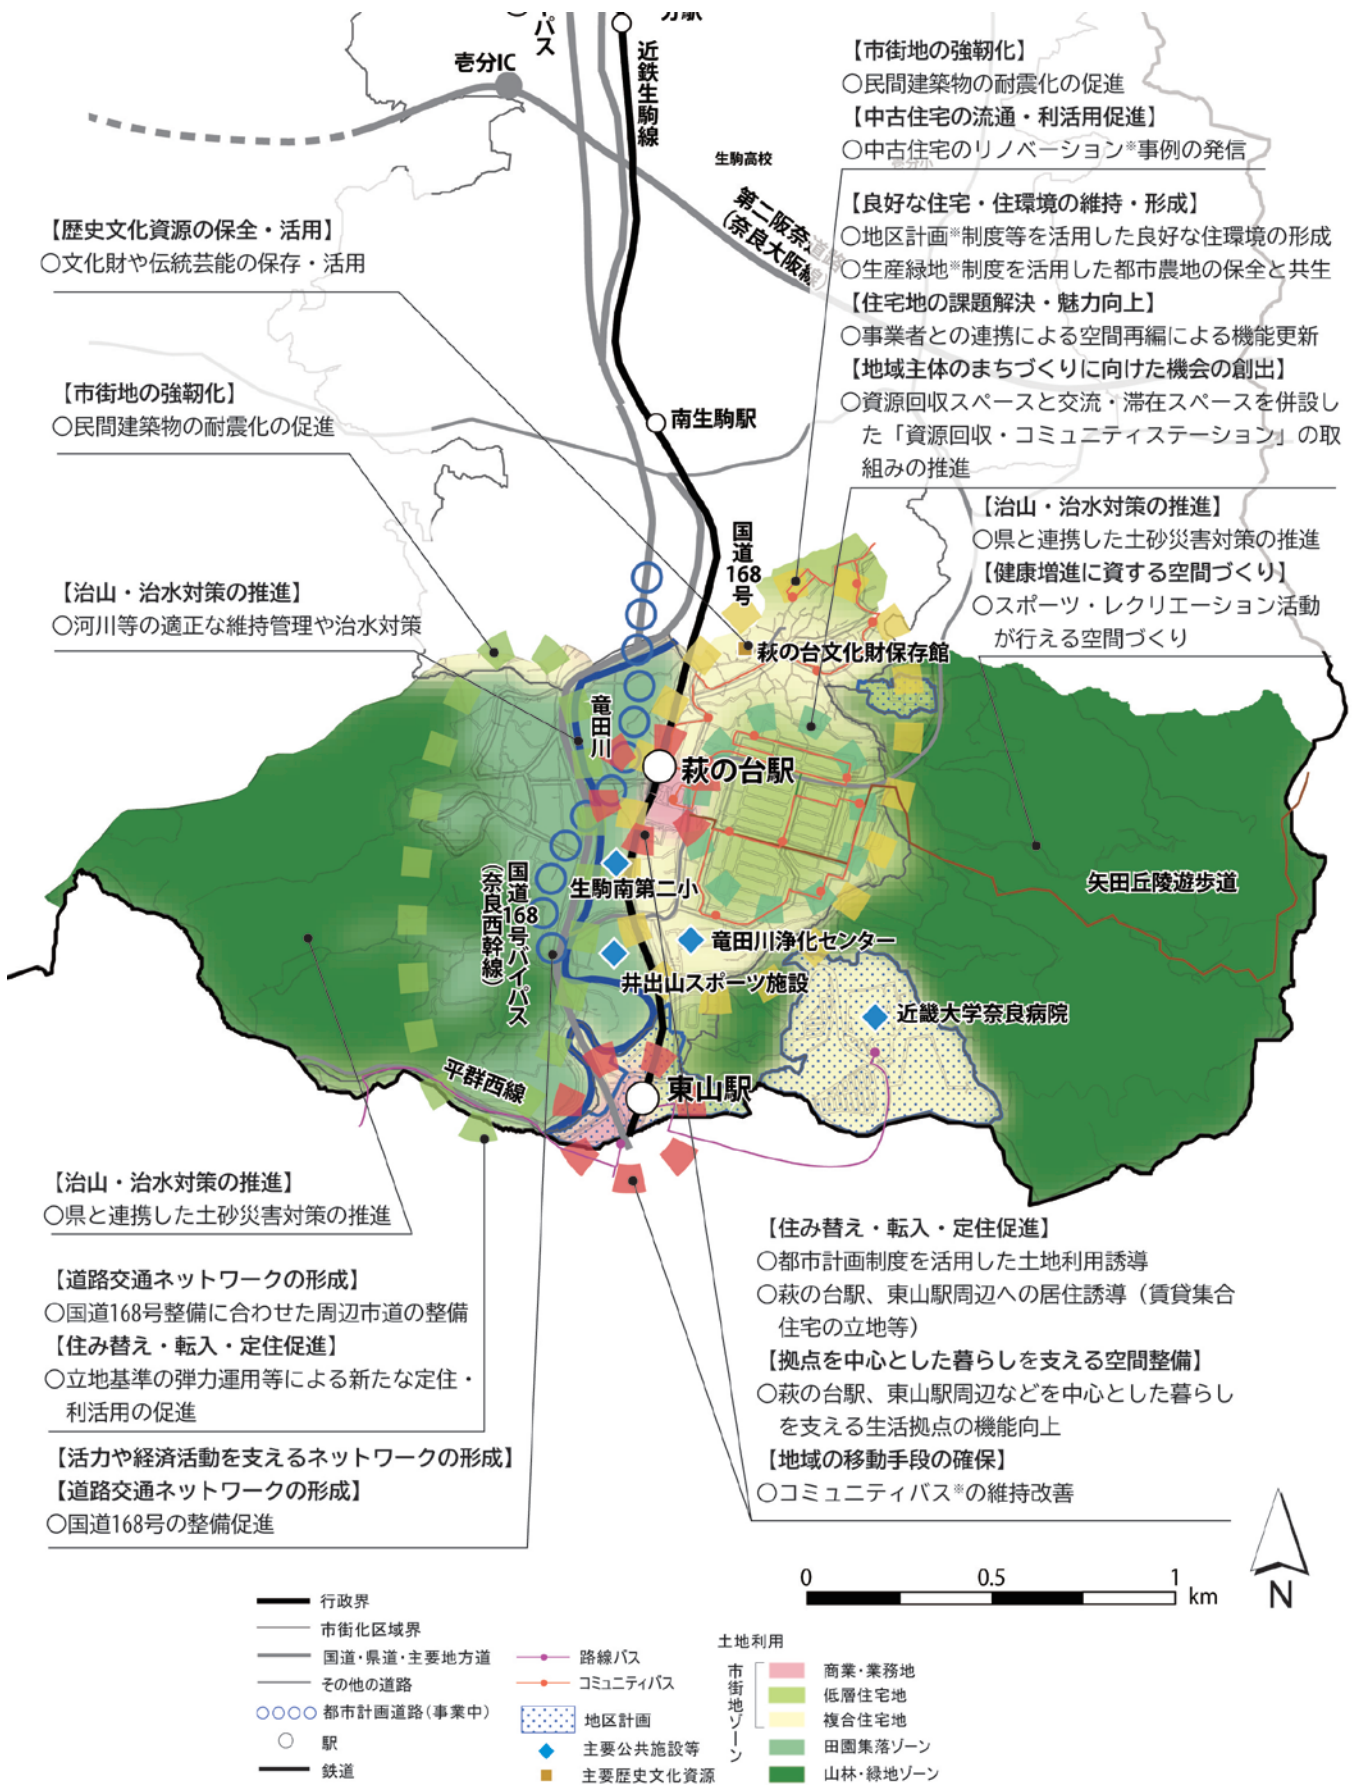 バイパス
壱分IC
近鉄生駒線
生駒高校
壱分小
第二阪奈道路
(奈良大阪線)
南生駒駅
国道168号
【市街地の強靭化】
○民間建築物の耐震化の促進
【中古住宅の流通・利活用促進】
○中古住宅のリノベーション※事例の発信
【良好な住宅・住環境の維持・形成】
○地区計画※制度等を活用した良好な住環境の形成
○生産緑地※制度を活用した都市農地の保全と共生
【住宅地の課題解決・魅力向上】
○事業者との連携による空間再編による機能更新
【地域主体のまちづくりに向けた機会の創出】
○資源回収スペースと交流・滞在スペースを併設し
た「資源回収・コミュニティステーション」の取
組みの推進
【治山・治水対策の推進】
○県と連携した土砂災害対策の推進
【健康増進に資する空間づくり】
○スポーツ・レクリエーション活動
が行える空間づくり
【歴史文化資源の保全・活用】
○文化財や伝統芸能の保存・活用
【市街地の強靭化】
○民間建築物の耐震化の促進
【治山・治水対策の推進】
○河川等の適正な維持管理や治水対策
萩の台文化財保存館
竜田川
萩の台駅
生駒南第二小
矢田丘陵遊歩道
国道168号バイパス
(奈良西幹線)
竜田川浄化センター
井出山スポーツ施設
近畿大学奈良病院
平群西線
東山駅
【治山・治水対策の推進】
○県と連携した土砂災害対策の推進
【道路交通ネットワークの形成】
○国道168号整備に合わせた周辺市道の整備
【住み替え・転入・定住促進】
○立地基準の弾力運用等による新たな定住・
利活用の促進
【活力や経済活動を支えるネットワークの形成】
【道路交通ネットワークの形成】
○国道168号の整備促進
【住み替え・転入・定住促進】
○都市計画制度を活用した土地利用誘導
○萩の台駅、東山駅周辺への居住誘導（賃貸集合
住宅の立地等）
【拠点を中心とした暮らしを支える空間整備】
○萩の台駅、東山駅周辺などを中心とした暮らし
を支える生活拠点の機能向上
【地域の移動手段の確保】
○コミュニティバス※の維持改善
0 0.5 1 km
N
行政界
市街化区域界
国道・県道・主要地方道
その他の道路
都市計画道路（事業中）
駅
鉄道
路線バス
コミュニティバス
地区計画
主要公共施設等
主要歴史文化資源
土地利用
市街地ゾーン
商業・業務地
低層住宅地
複合住宅地
田園集落ゾーン
山林・緑地ゾーン